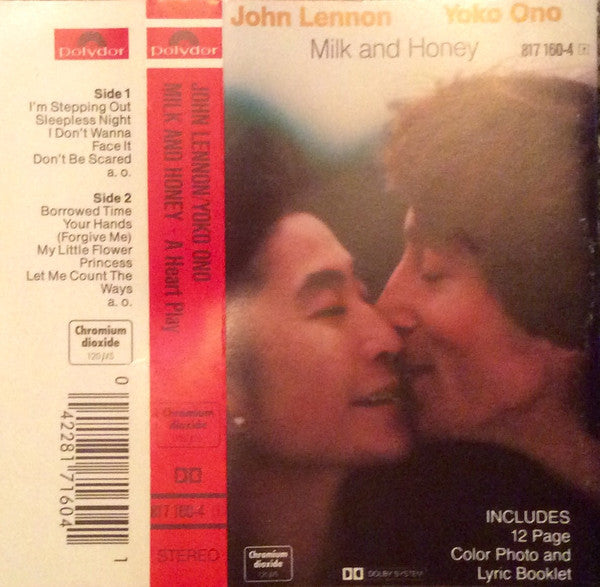 Polydor
Side 1
I'm Stepping Out
Sleepless Night
I Don't Wanna
Face It
Don't Be Scared
a. o.
Side 2
Borrowed Time
Your Hands
(Forgive Me)
My Little Flower
Princess
Let Me Count The
Ways
a. o.
Chromium
dioxide
120 µs
0 42281 71604 1
Polydor
JOHN LENNON/YOKO ONO
MILK AND HONEY - A Heart Play
Chromium
dioxide
817 160-4
STEREO
John Lennon Yoko Ono
Milk and Honey 817 160-4
Chromium
dioxide
DOLBY SYSTEM
INCLUDES
12 Page
Color Photo and
Lyric Booklet